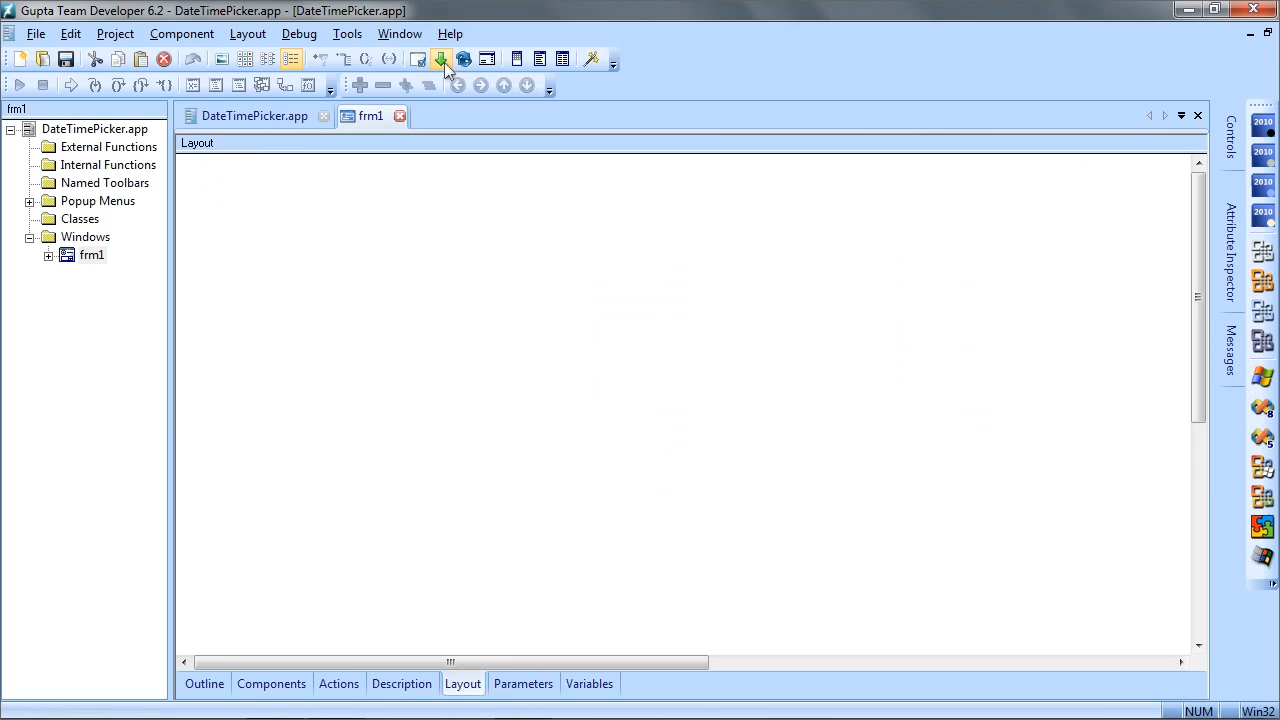 Gupta Team Developer 6.2 - DateTimePicker.app - [DateTimePicker.app]
File Edit Project Component Layout Debug Tools Window Help
frm1
DateTimePicker.app
External Functions
Internal Functions
Named Toolbars
Popup Menus
Classes
Windows
frm1
DateTimePicker.app frm1
Layout
Outline Components Actions Description Layout Parameters Variables
Controls
Attribute Inspector
Messages
2010
2010
2010
2010
8
5
NUM Win32